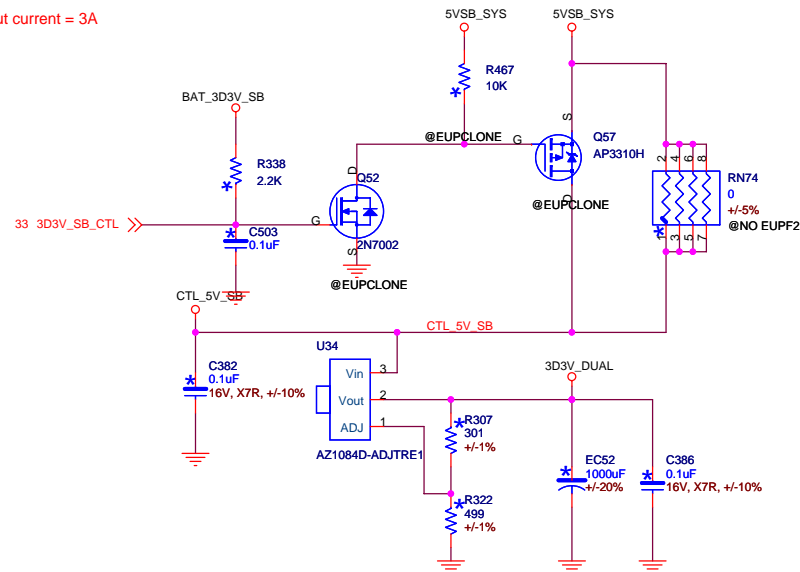 ut current = 3A
5VSB_SYS
5VSB_SYS
R467
10K
BAT_3D3V_SB
@EUPCLONE
G
S
Q57
AP3310H
R338
2.2K
D
Q52
2 4 6 8
RN74
0
+/-5%
@NO EUPF2
D
@EUPCLONE
33 3D3V_SB_CTL
G
C503
0.1uF
2N7002
S
1 3 5 7
@EUPCLONE
CTL_5V_SB
CTL_5V_SB
U34
C382
0.1uF
16V, X7R, +/-10%
Vin 3
Vout 2
ADJ 1
AZ1084D-ADJTRE1
3D3V_DUAL
R307
301
+/-1%
EC52
1000uF
+/-20%
C386
0.1uF
16V, X7R, +/-10%
R322
499
+/-1%